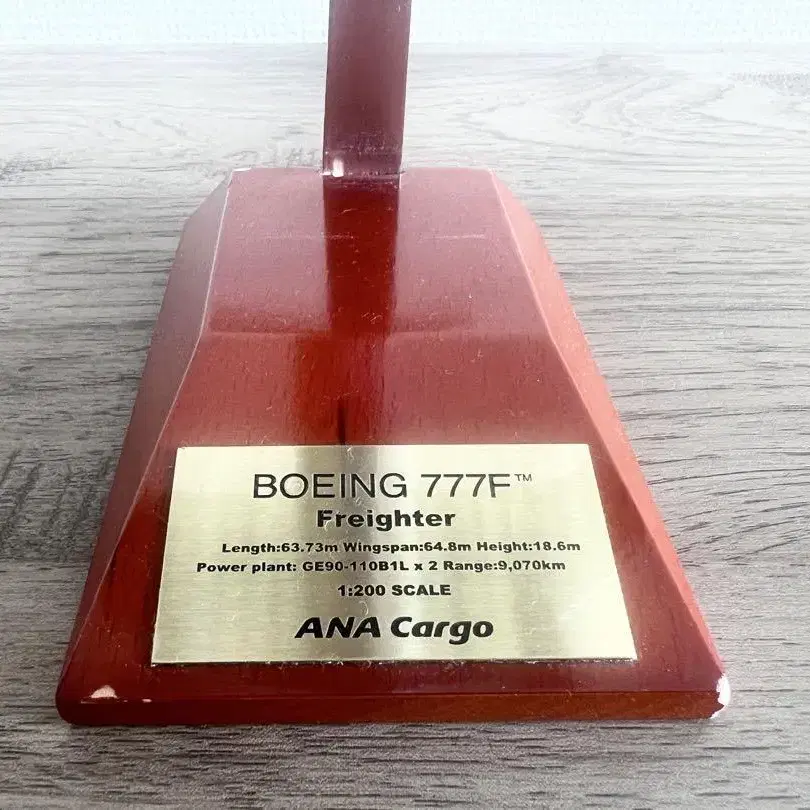 BOEING 777F™
Freighter
Length:63.73m Wingspan:64.8m Height:18.6m
Power plant: GE90-110B1L x 2 Range:9,070km
1:200 SCALE
ANA Cargo